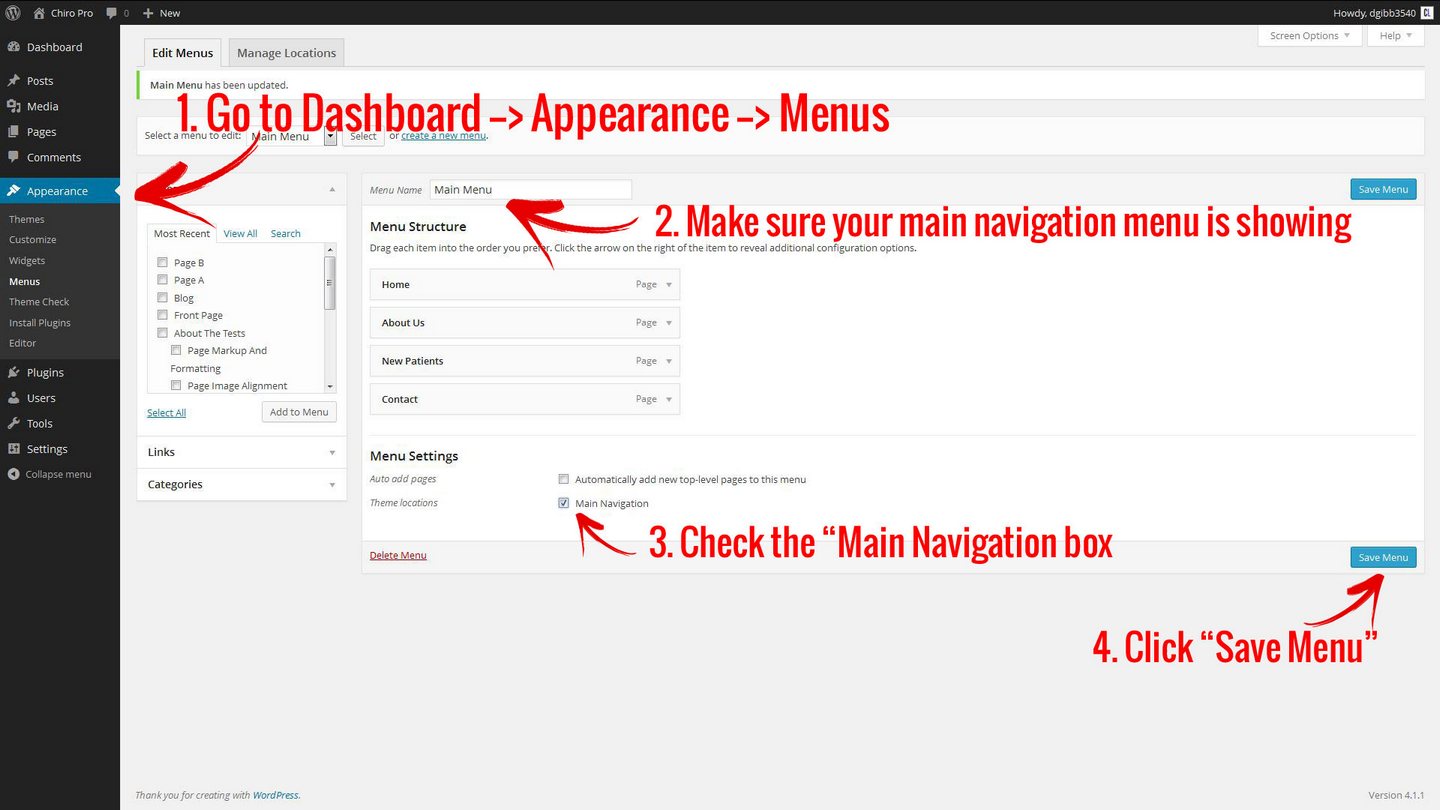 Chiro Pro 0 New Howdy, dgibb3540
Dashboard
Posts
Media
Pages
Comments
Appearance
Themes
Customize
Widgets
Menus
Theme Check
Install Plugins
Editor
Plugins
Users
Tools
Settings
Collapse menu
Screen Options Help
Edit Menus Manage Locations
Main Menu has been updated.
1. Go to Dashboard –> Appearance –> Menus
Select a menu to edit: Main Menu Select or create a new menu.
Most Recent View All Search
Page B
Page A
Blog
Front Page
About The Tests
Page Markup And
Formatting
Page Image Alignment
Select All Add to Menu
Links
Categories
Menu Name Main Menu Save Menu
2. Make sure your main navigation menu is showing
Menu Structure
Drag each item into the order you prefer. Click the arrow on the right of the item to reveal additional configuration options.
Home Page
About Us Page
New Patients Page
Contact Page
Menu Settings
Auto add pages Automatically add new top-level pages to this menu
Theme locations Main Navigation
3. Check the “Main Navigation box
Delete Menu Save Menu
4. Click “Save Menu”
Thank you for creating with WordPress. Version 4.1.1